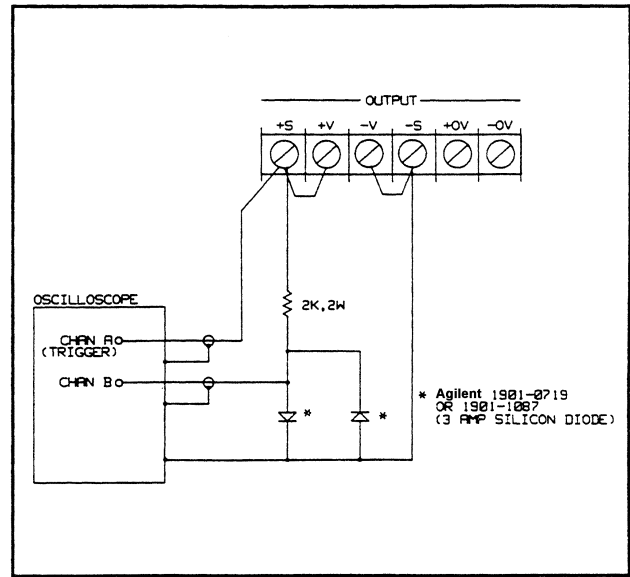 OUTPUT
+S +V -V -S +OV -OV
OSCILLOSCOPE
2K,2W
CHAN A
(TRIGGER)
CHAN B
* *
* Agilent 1901-0719
OR 1901-1087
(3 AMP SILICON DIODE)